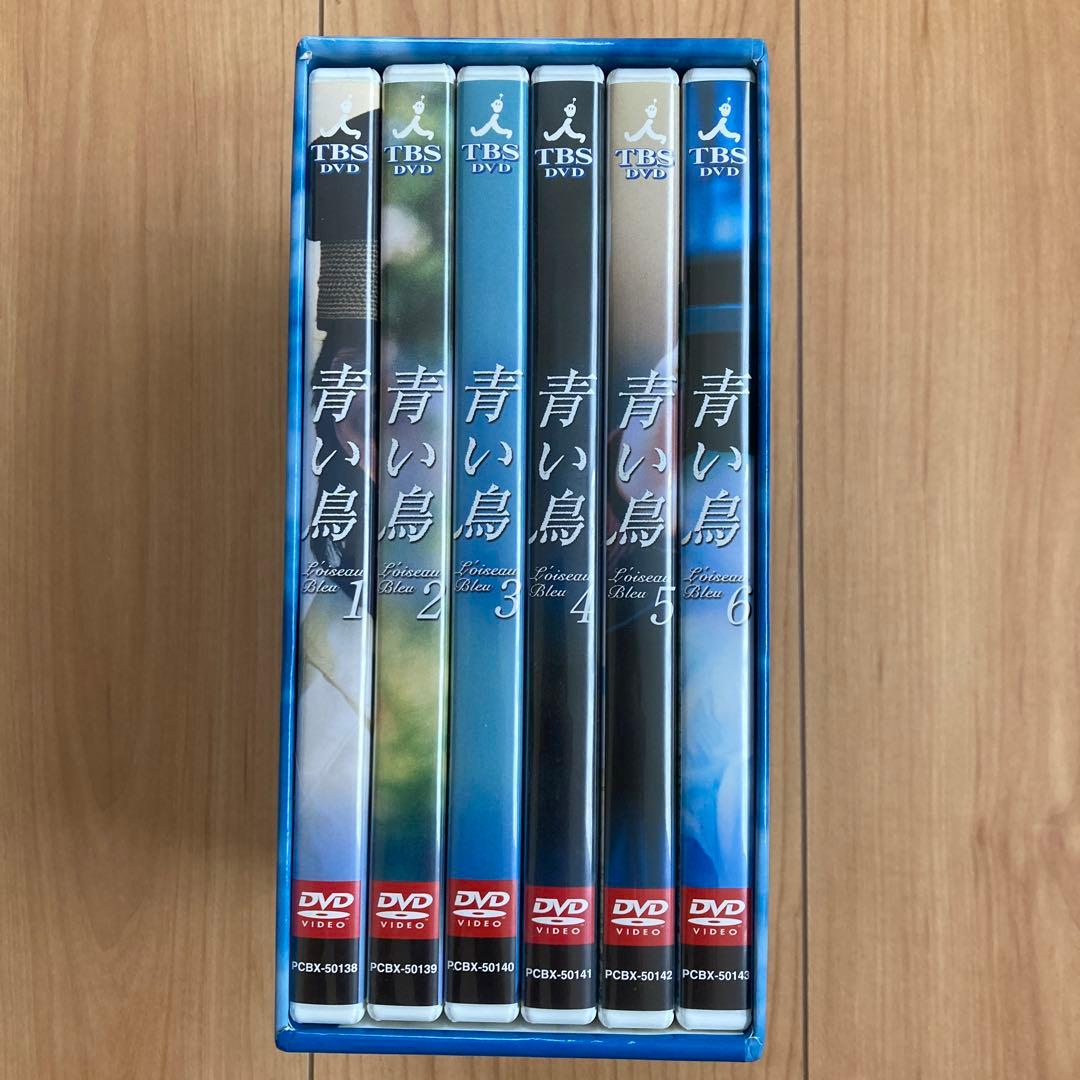 TBS
DVD
青い鳥
L'oiseau
Bleu
1
DVD
VIDEO
PCBX-50138
TBS
DVD
青い鳥
L'oiseau
Bleu
2
DVD
VIDEO
PCBX-50139
TBS
DVD
青い鳥
L'oiseau
Bleu
3
DVD
VIDEO
PCBX-50140
TBS
DVD
青い鳥
L'oiseau
Bleu
4
DVD
VIDEO
PCBX-50141
TBS
DVD
青い鳥
L'oiseau
Bleu
5
DVD
VIDEO
PCBX-50142
TBS
DVD
青い鳥
L'oiseau
Bleu
6
DVD
VIDEO
PCBX-50143